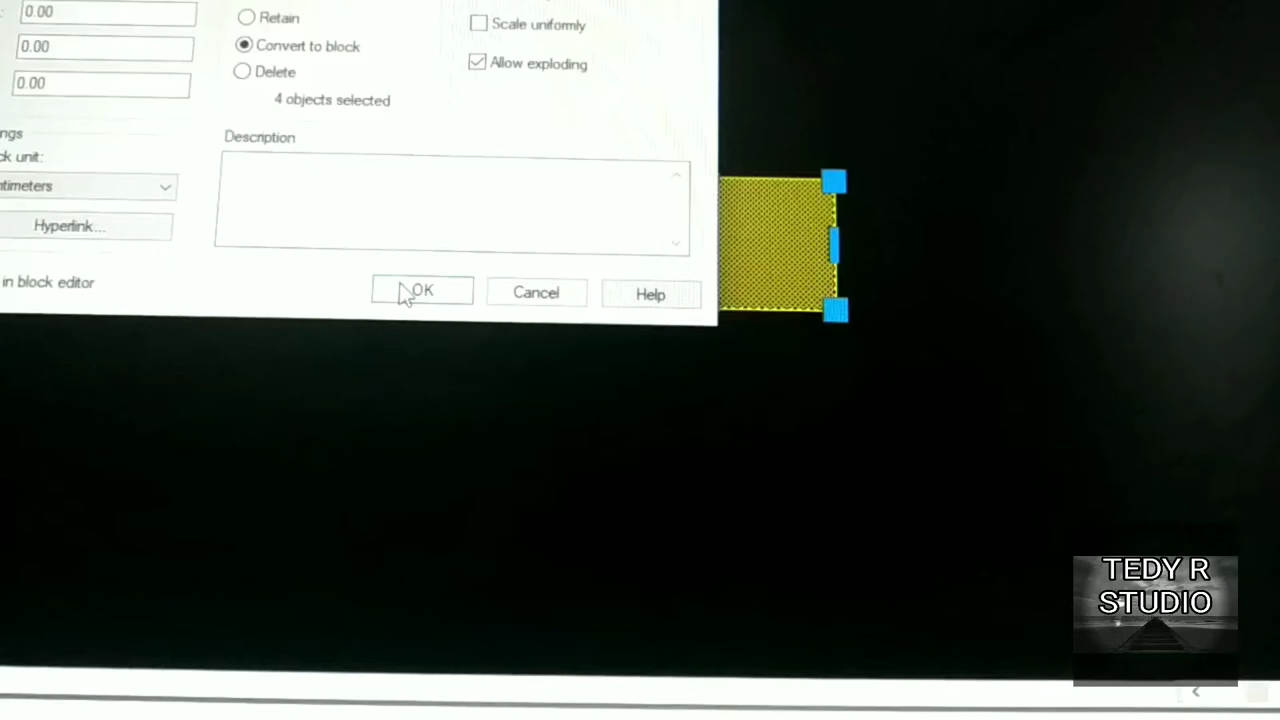 0.00
Retain
Scale uniformly
0.00
Convert to block
Allow exploding
0.00
Delete
4 objects selected
ngs
Description
ck unit:
ntimeters
Hyperlink...
in block editor
OK
Cancel
Help
TEDY R
STUDIO